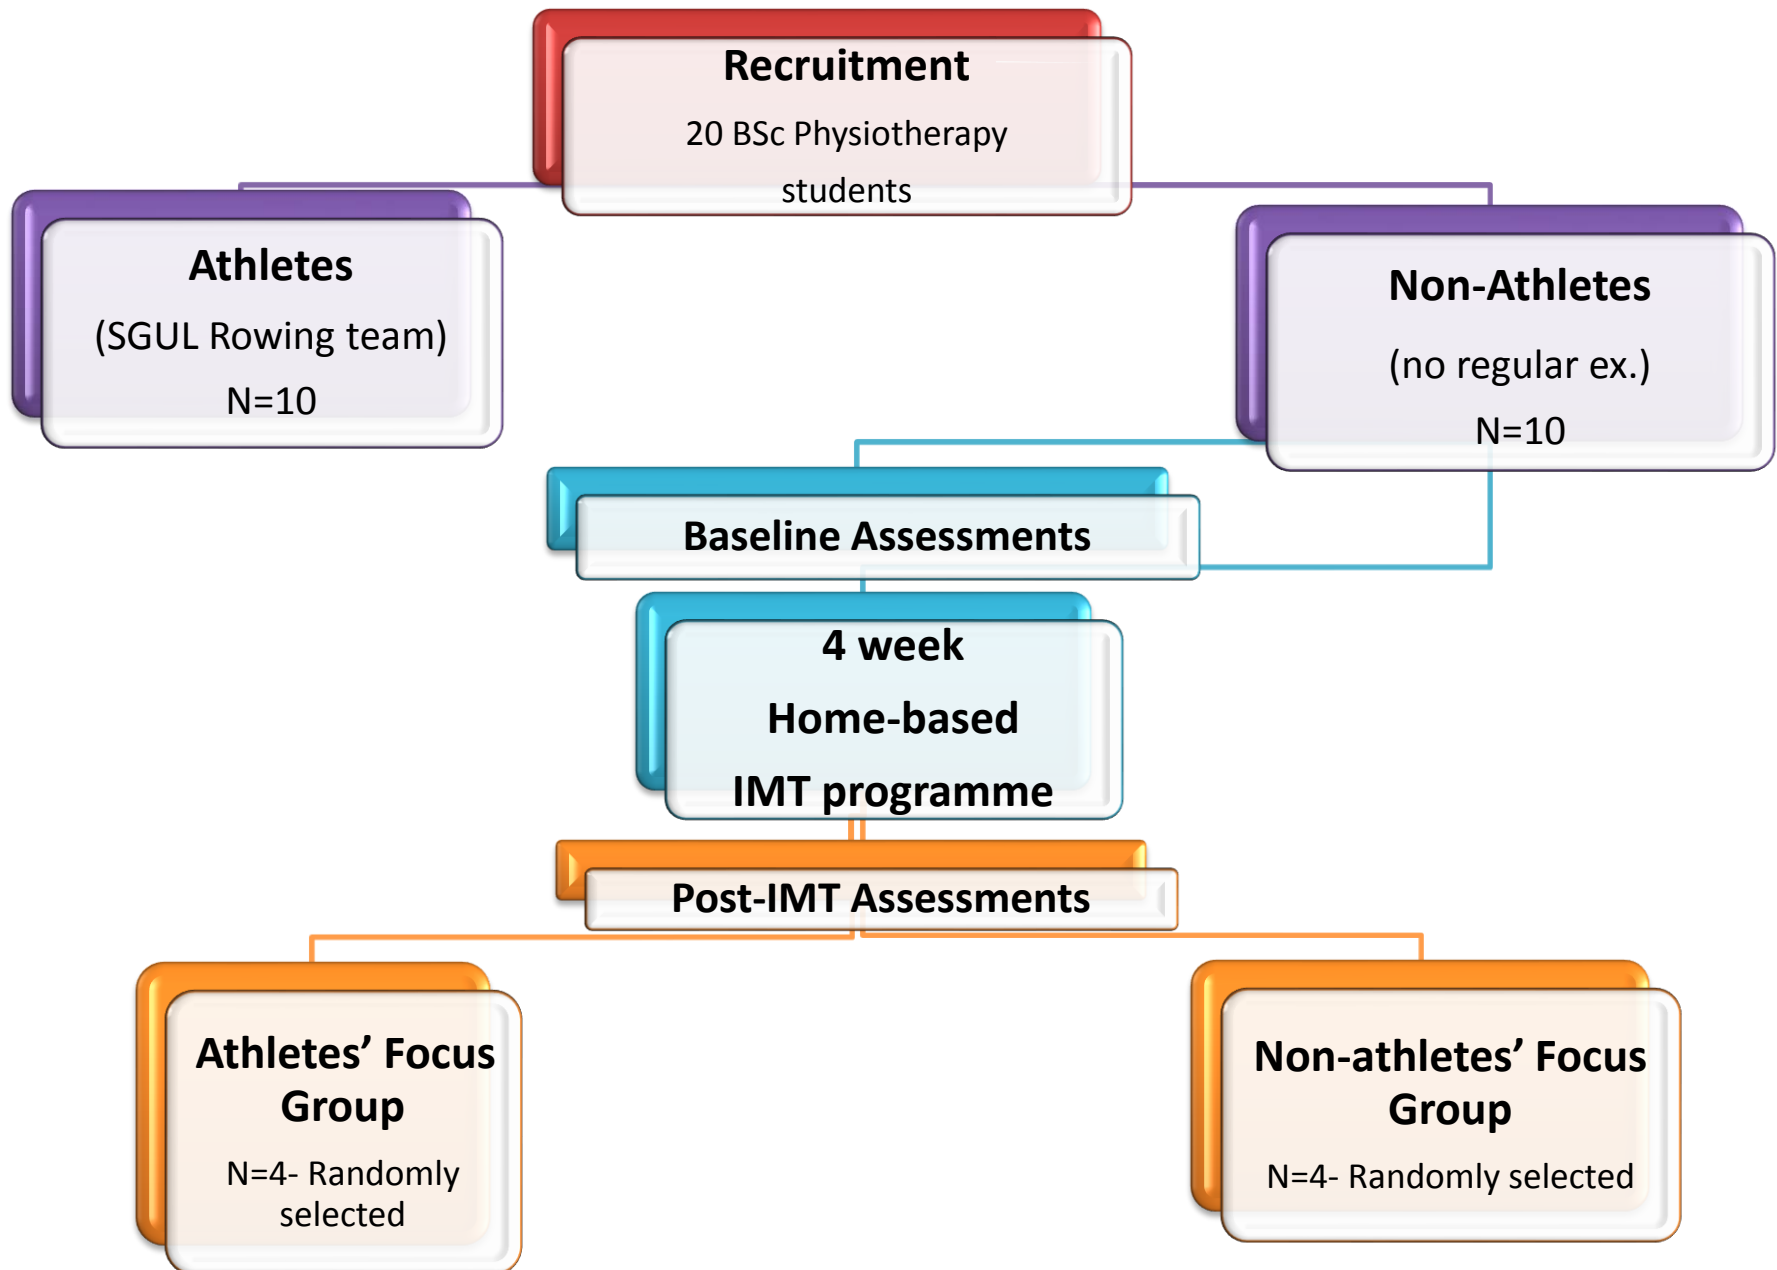 Recruitment
20 BSc Physiotherapy
students
Athletes
(SGUL Rowing team)
N=10
Non-Athletes
(no regular ex.)
N=10
Baseline Assessments
4 week
Home-based
IMT programme
Post-IMT Assessments
Athletes’ Focus
Group
N=4- Randomly
selected
Non-athletes’ Focus
Group
N=4- Randomly selected